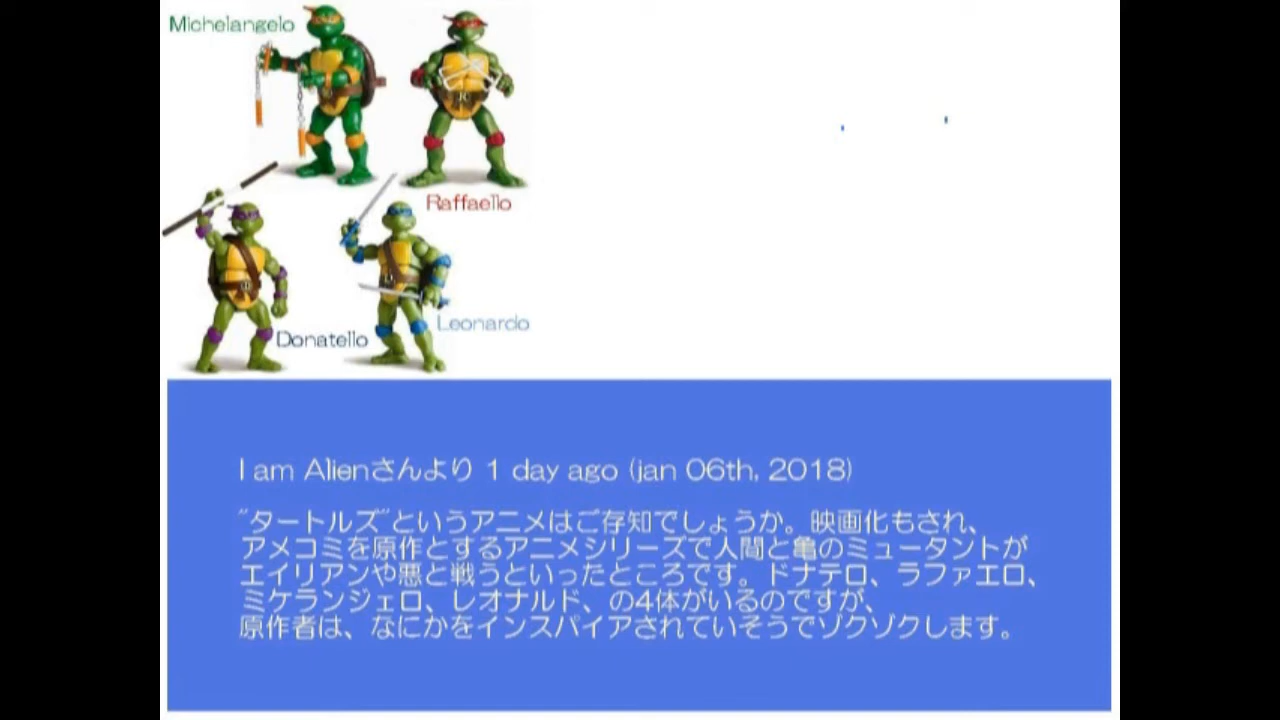 Michelangelo
Raffaello
Donatello
Leonardo
I am Alienさんより 1 day ago (jan 06th, 2018)
"タートルズ"というアニメはご存知でしょうか。映画化もされ、
アメコミを原作とするアニメシリーズで人間と亀のミュータントが
エイリアンや悪と戦うといったところです。ドナテロ、ラファエロ、
ミケランジェロ、レオナルド、の4体がいるのですが、
原作者は、なにかをインスパイアされていそうでゾクゾクします。